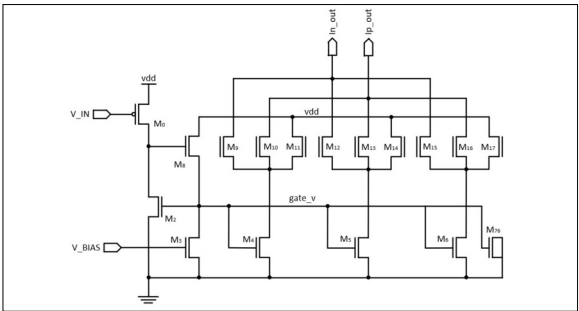 In_out
Ip_out
vdd
V_IN
M0
vdd
M8
M9
M10
M11
M12
M13
M14
M15
M16
M17
M2
gate_v
V_BIAS
M3
M4
M5
M6
M76